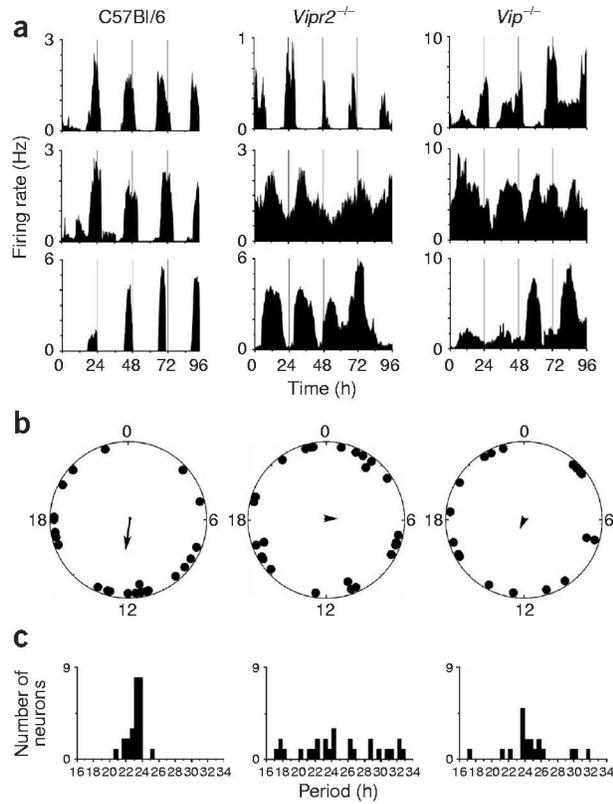 a
C57Bl/6 Vipr2−/− Vip−/−
3 1 10
0 0 0
3 3 10
0 0 0
6 6 10
0 0 0
Firing rate (Hz)
0 24 48 72 96 0 24 48 72 96 0 24 48 72 96
Time (h)
b
0 0 0
18 6 18 6 18 6
12 12 12
c
9 9 9
0 0 0
Number of
neurons
16 18 20 22 24 26 28 30 32 34 16 18 20 22 24 26 28 30 32 34 16 18 20 22 24 26 28 30 32 34
Period (h)